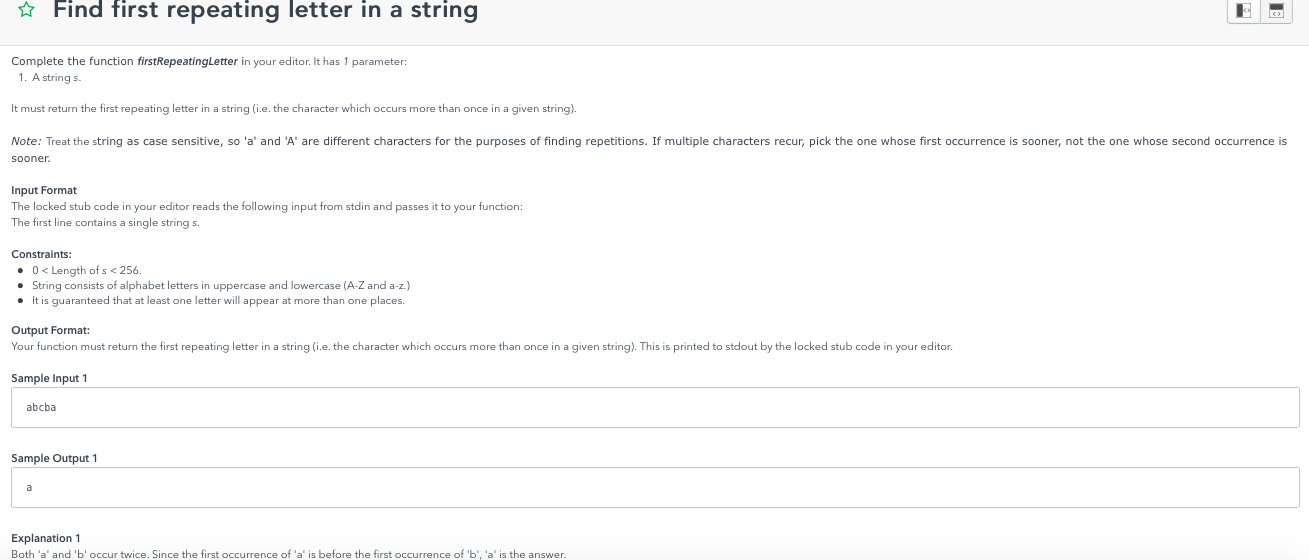 Find first repeating letter in a string
Complete the function firstRepeatingLetter in your editor. It has 1 parameter:
1. A string s.
It must return the first repeating letter in a string (i.e. the character which occurs more than once in a given string).
Note: Treat the string as case sensitive, so 'a' and 'A' are different characters for the purposes of finding repetitions. If multiple characters recur, pick the one whose first occurrence is sooner, not the one whose second occurrence is
sooner.
Input Format
The locked stub code in your editor reads the following input from stdin and passes it to your function:
The first line contains a single string s.
Constraints:
• 0 < Length of s < 256.
• String consists of alphabet letters in uppercase and lowercase (A-Z and a-z.)
• It is guaranteed that at least one letter will appear at more than one places.
Output Format:
Your function must return the first repeating letter in a string (i.e. the character which occurs more than once in a given string). This is printed to stdout by the locked stub code in your editor.
Sample Input 1
abcba
Sample Output 1
a
Explanation 1
Both 'a' and 'b' occur twice. Since the first occurrence of 'a' is before the first occurrence of 'b', 'a' is the answer.